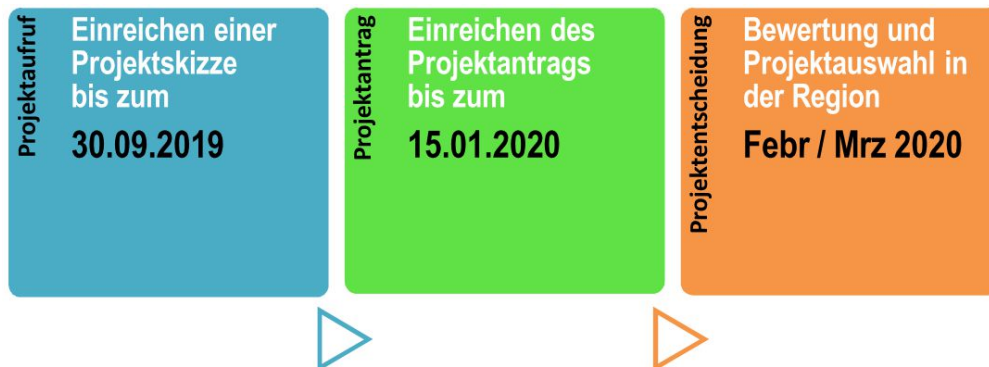 Projektaufruf
Einreichen einer
Projektskizze
bis zum
30.09.2019
Projektantrag
Einreichen des
Projektantrags
bis zum
15.01.2020
Projektentscheidung
Bewertung und
Projektauswahl in
der Region
Febr / Mrz 2020